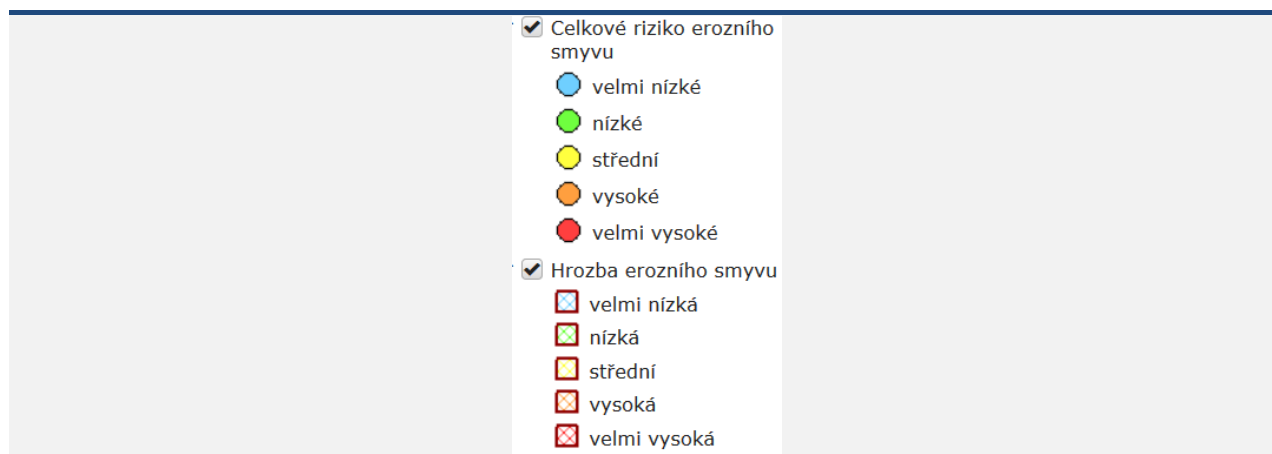 Celkové riziko erozního
smyvu
velmi nízké
nízké
střední
vysoké
velmi vysoké
Hrozba erozního smyvu
velmi nízká
nízká
střední
vysoká
velmi vysoká